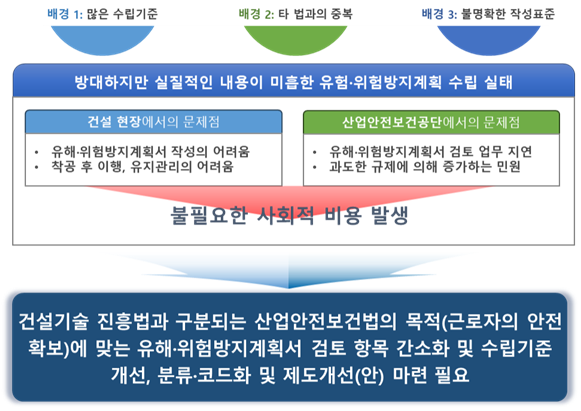 배경 1: 많은 수립기준
배경 2: 타 법과의 중복
배경 3: 불명확한 작성표준
방대하지만 실질적인 내용이 미흡한 유험·위험방지계획 수립 실태
건설 현장에서의 문제점
• 유해·위험방지계획서 작성의 어려움
• 착공 후 이행, 유지관리의 어려움
산업안전보건공단에서의 문제점
• 유해·위험방지계획서 검토 업무 지연
• 과도한 규제에 의해 증가하는 민원
불필요한 사회적 비용 발생
건설기술 진흥법과 구분되는 산업안전보건법의 목적(근로자의 안전
확보)에 맞는 유해·위험방지계획서 검토 항목 간소화 및 수립기준
개선, 분류·코드화 및 제도개선(안) 마련 필요